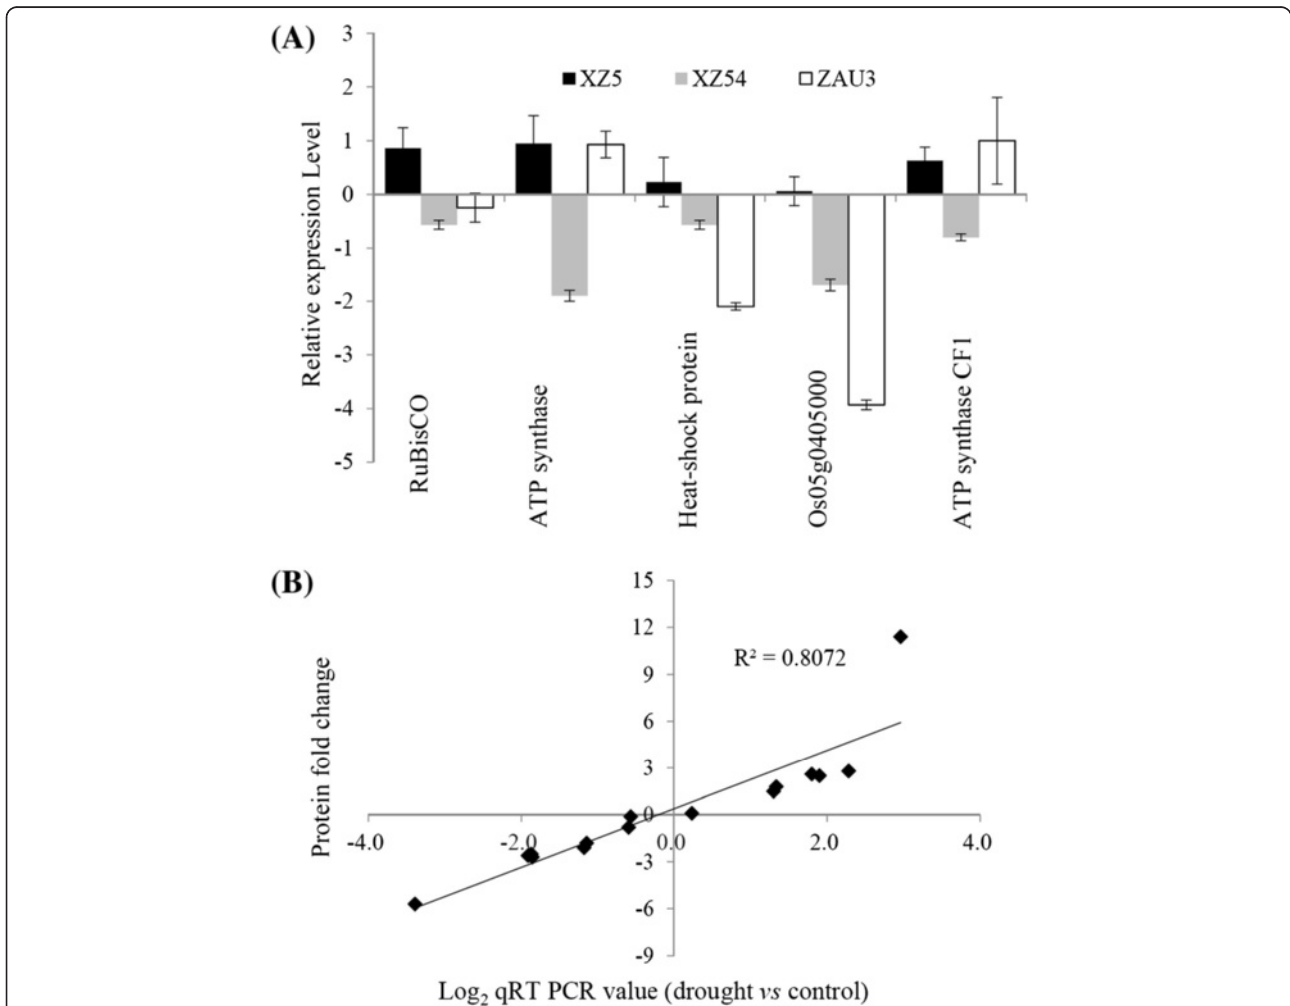 (A)
3
2
1
0
-1
-2
-3
-4
-5
Relative expression Level
XZ5 XZ54 ZAU3
RuBisCO
ATP synthase
Heat-shock protein
Os05g0405000
ATP synthase CF1
(B)
15
12
9
6
3
0
-3
-6
-9
Protein fold change
R² = 0.8072
-4.0 -2.0 0.0 2.0 4.0
Log₂ qRT PCR value (drought vs control)